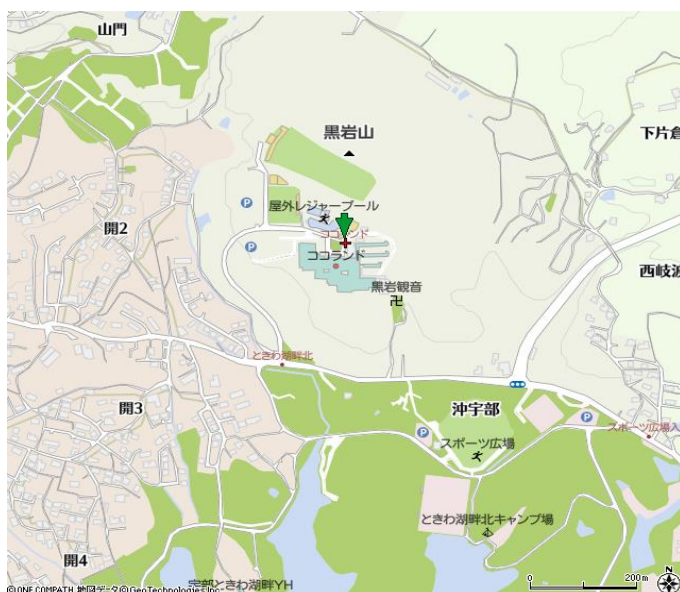 山門
黒岩山
下片倉
P
屋外レジャープール
開2
P
ココランド
ココランド
西岐波
黒岩観音
ときわ湖畔北
開3
沖宇部
P
P
スポーツ広場
スポーツ広場入
ときわ湖畔北キャンプ場
開4
宇部ときわ湖畔YH
N
0 200m
©ONE COMPATH 地図データ©GeoTechnologies Inc.